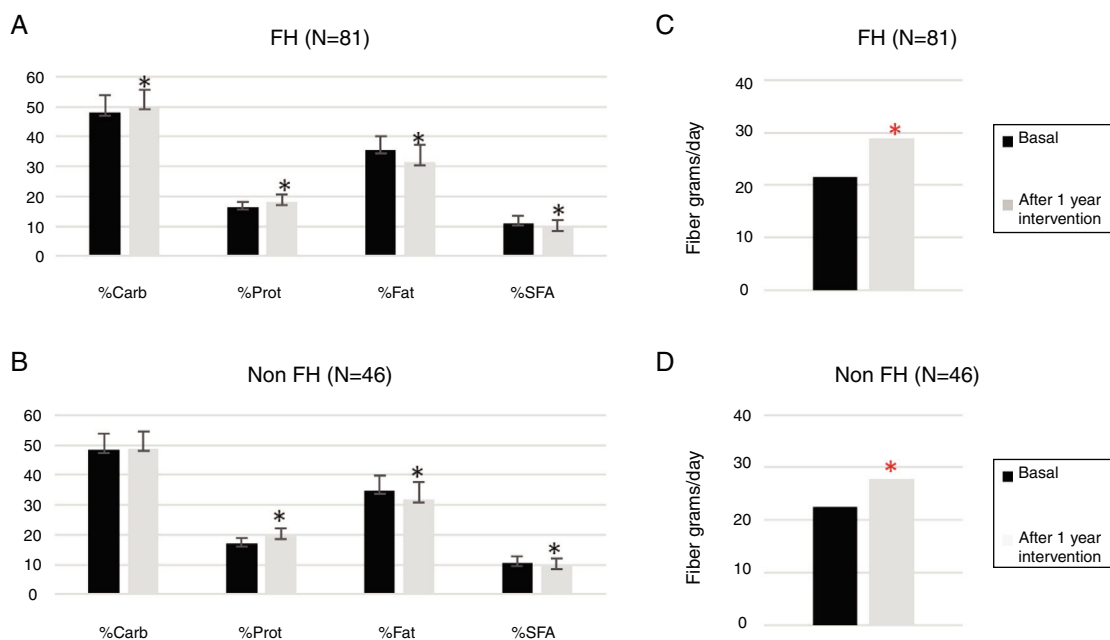 A
FH (N=81)
60
50
40
30
20
10
0
*
*
*
*
%Carb
%Prot
%Fat
%SFA
B
Non FH (N=46)
60
50
40
30
20
10
0
*
*
*
%Carb
%Prot
%Fat
%SFA
C
FH (N=81)
Fiber grams/day
40
30
20
10
0
*
Basal
After 1 year
intervention
D
Non FH (N=46)
Fiber grams/day
40
30
20
10
0
*
Basal
After 1 year
intervention